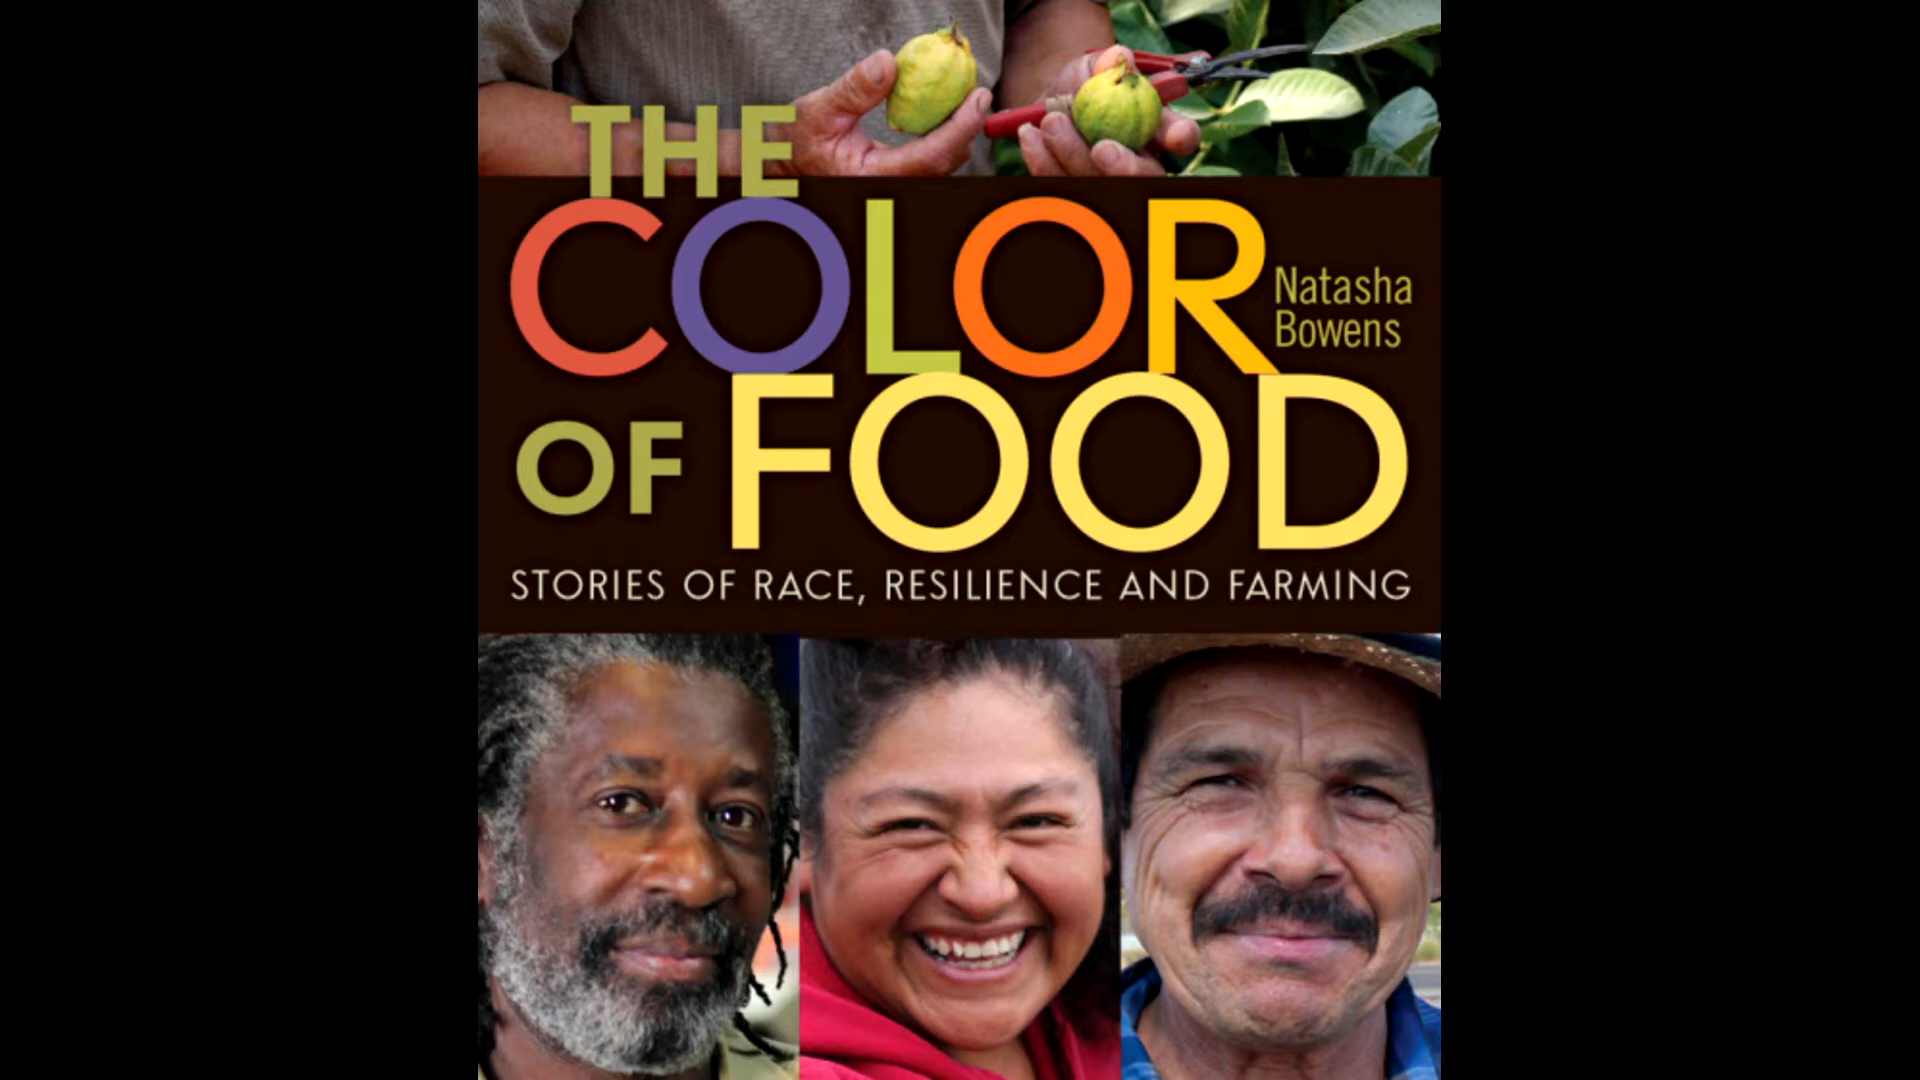 THE
COLOR
Natasha
Bowens
OF FOOD
STORIES OF RACE, RESILIENCE AND FARMING